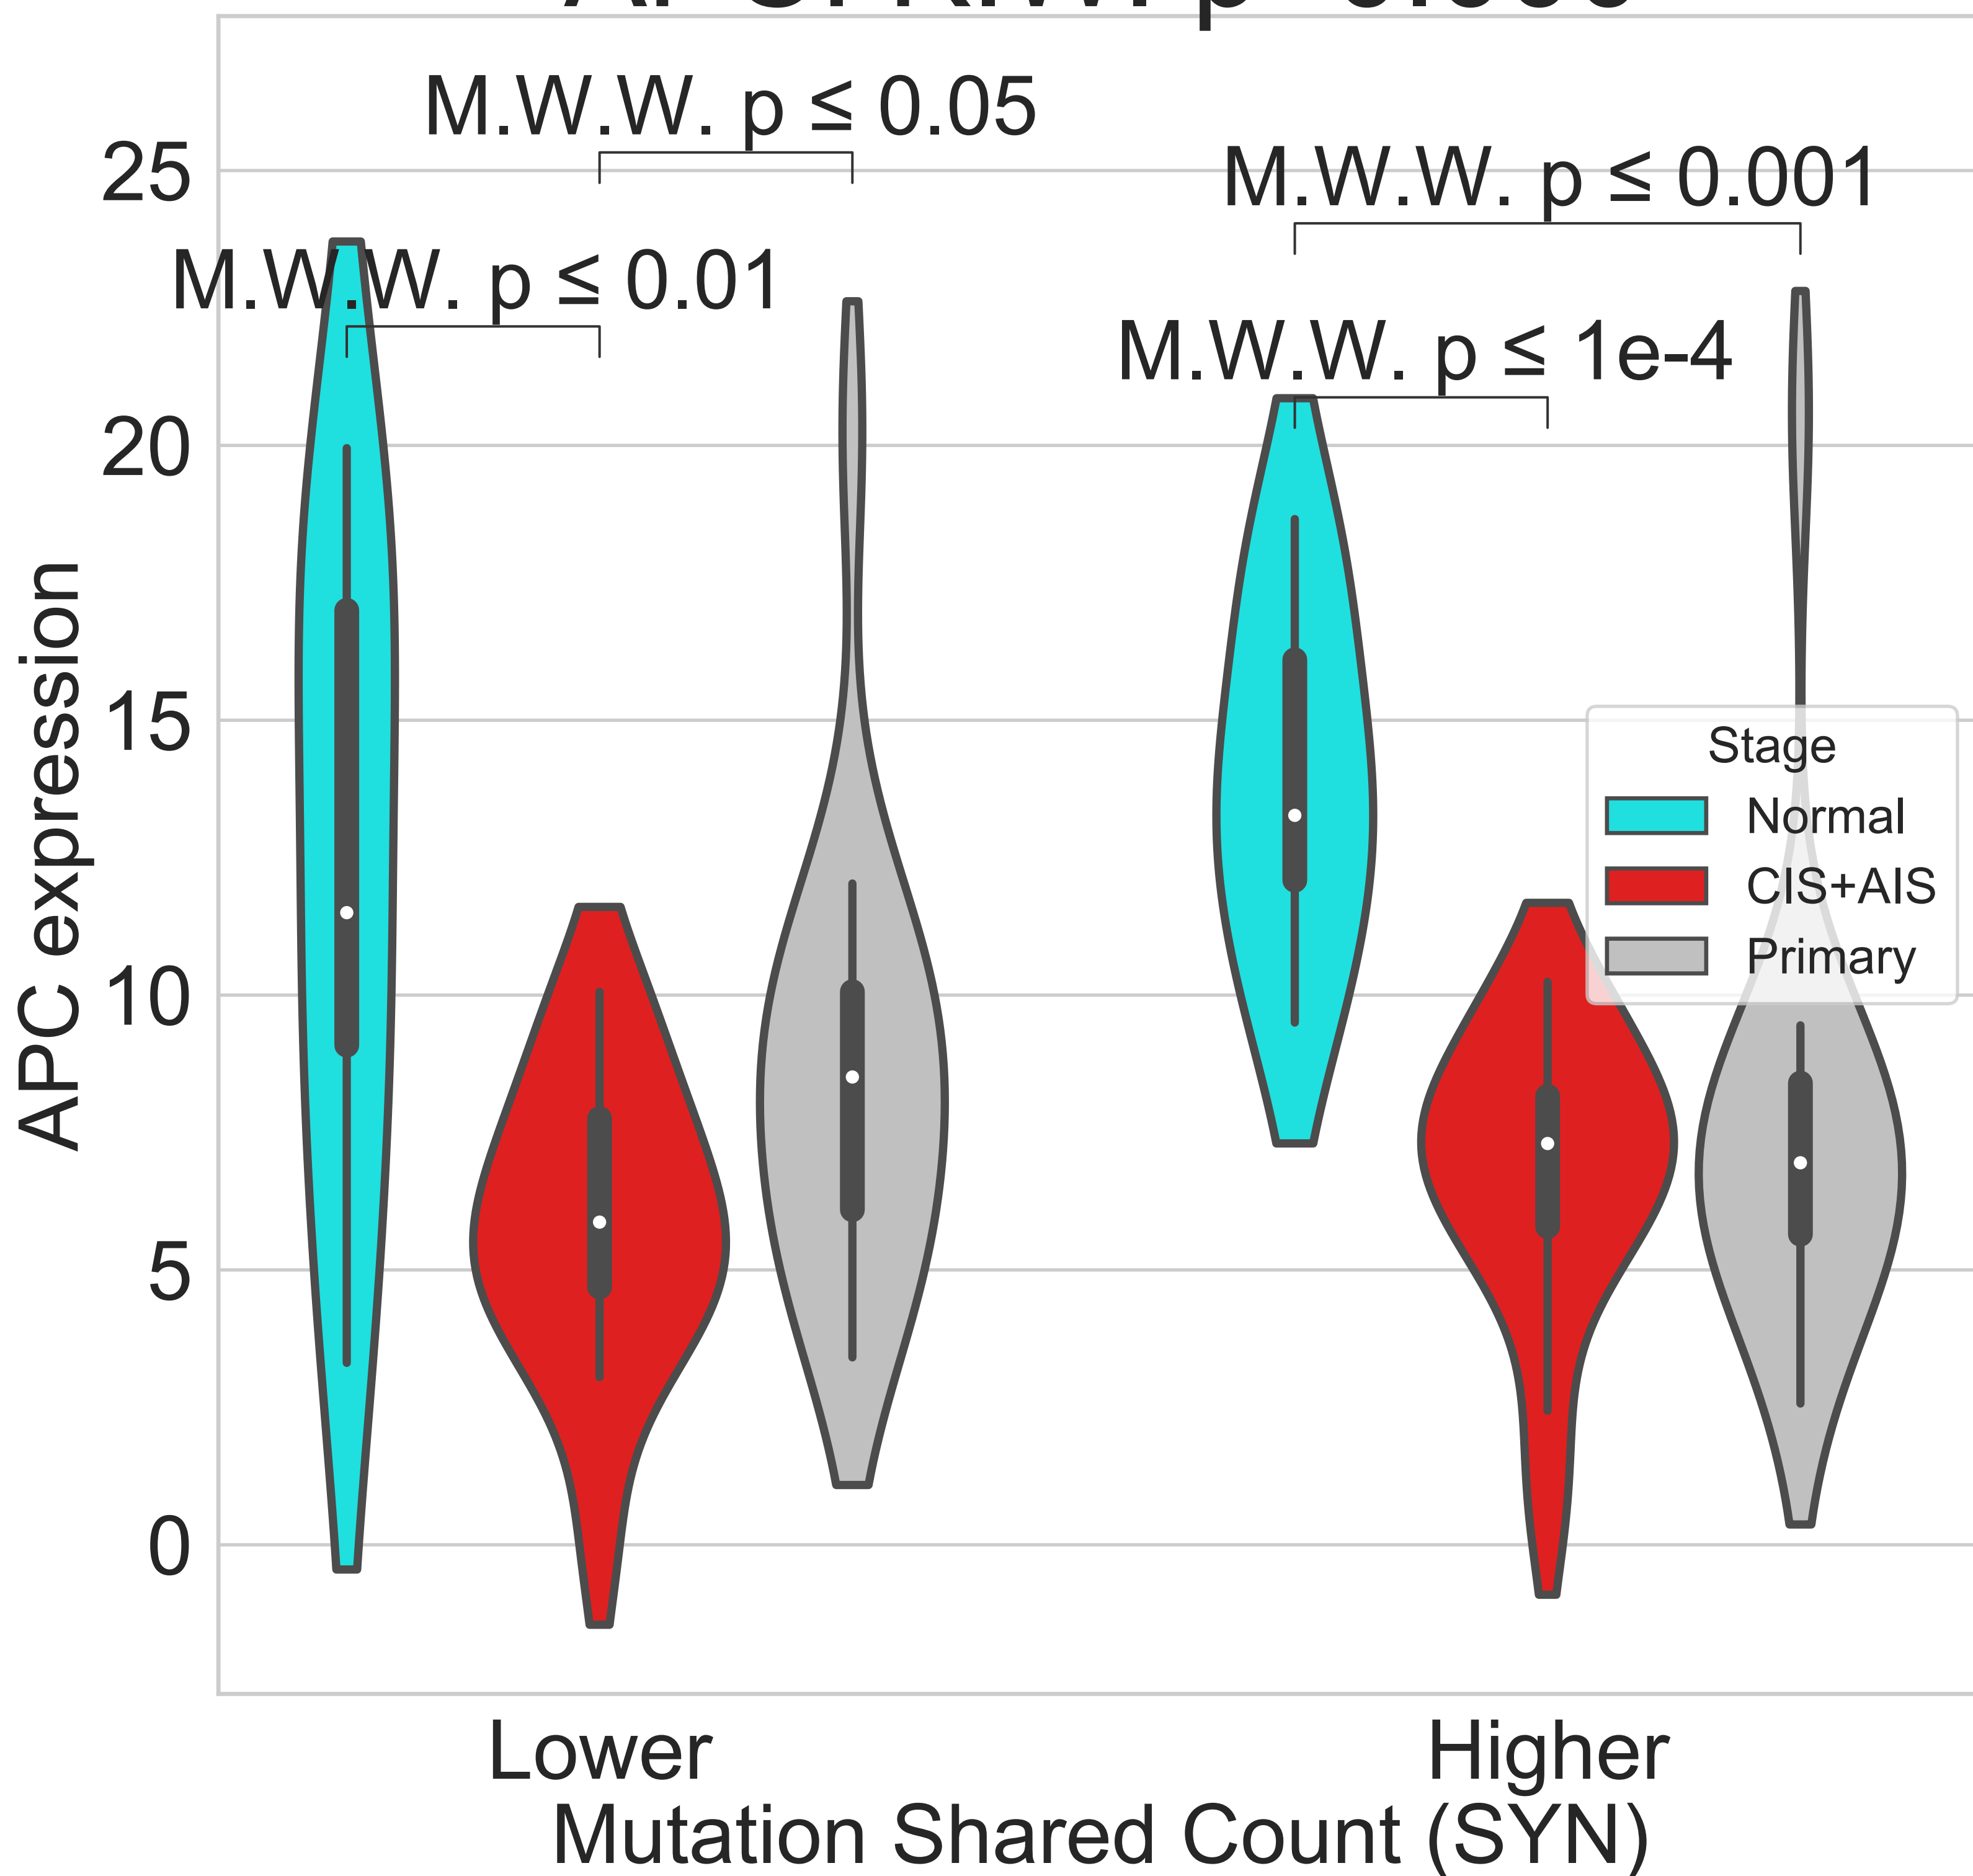 M.W.W. p ≤ 0.05
M.W.W. p ≤ 0.001
M.W.W. p ≤ 0.01
M.W.W. p ≤ 1e-4
25
20
15
10
5
0
APC expression
Stage
Normal
CIS+AIS
Primary
Lower
Higher
Mutation Shared Count (SYN)